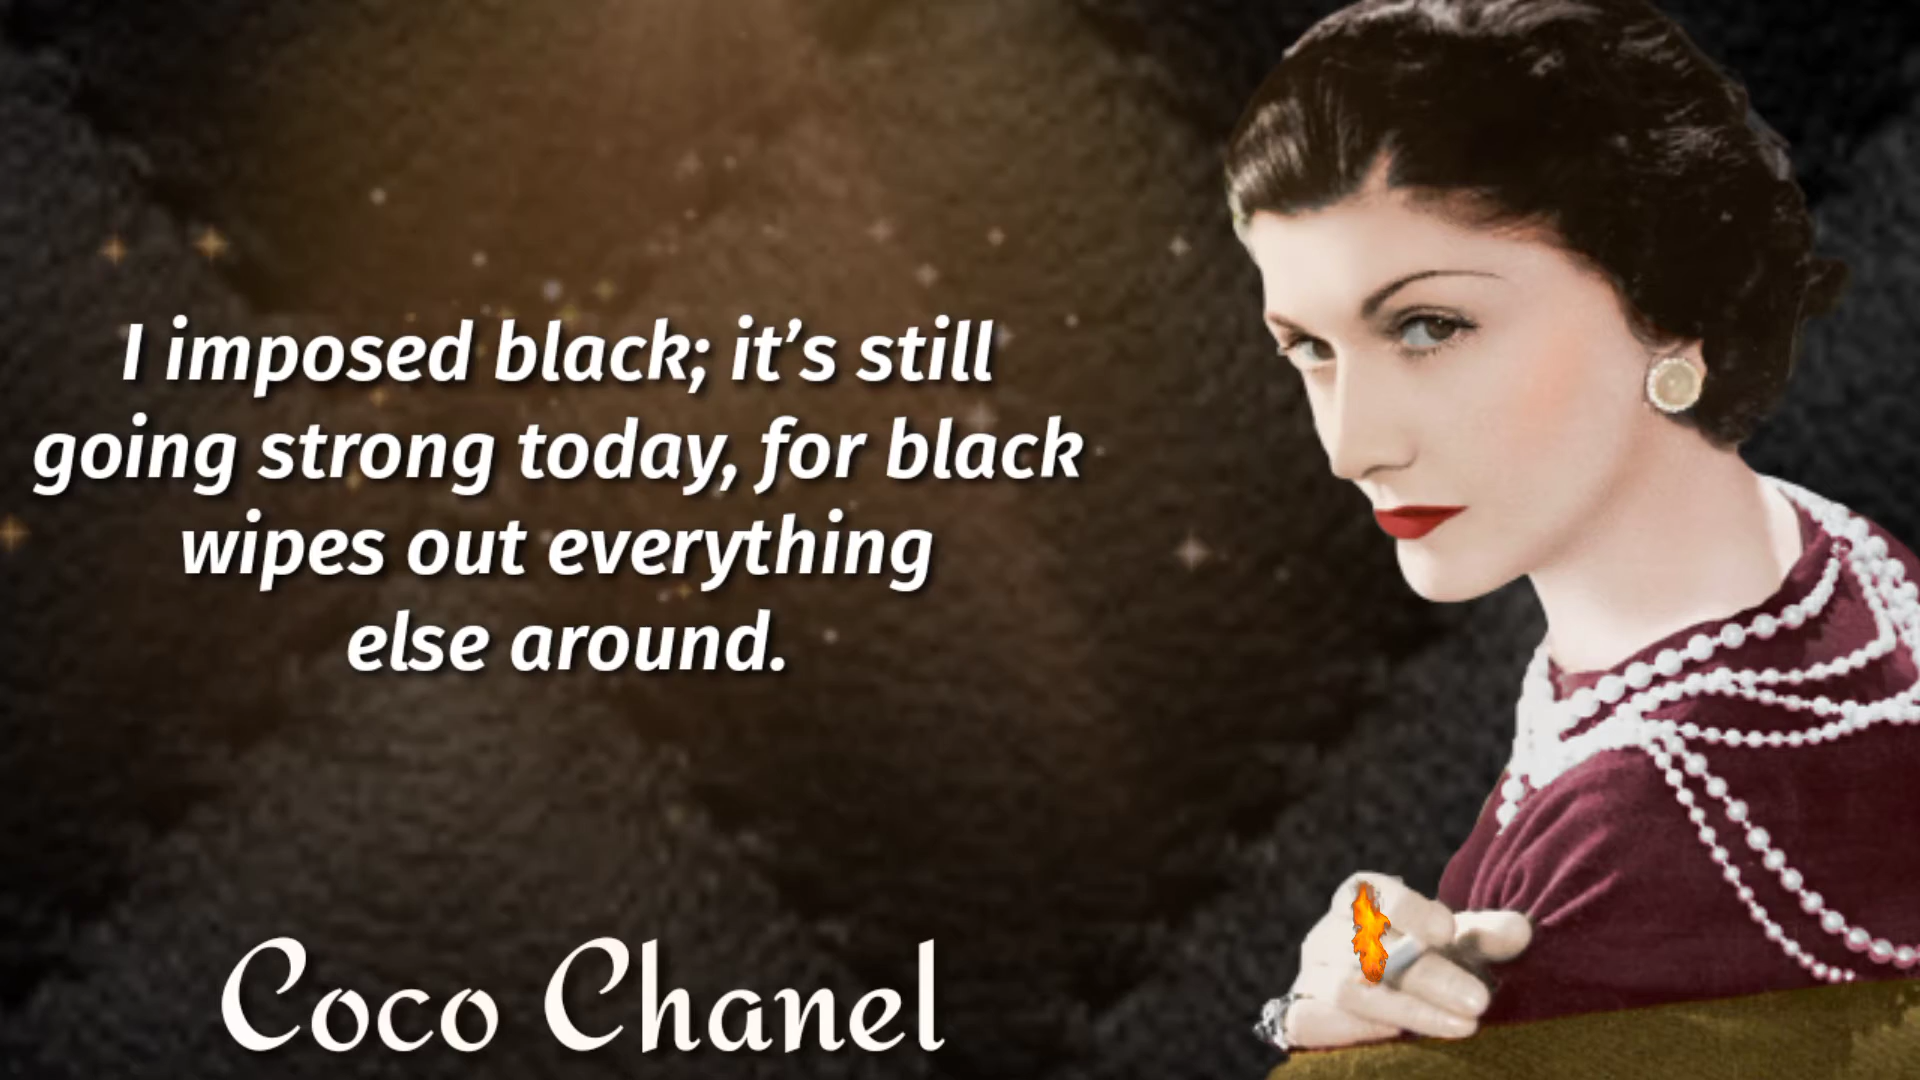 I imposed black; it’s still
going strong today, for black
wipes out everything
else around.
Coco Chanel